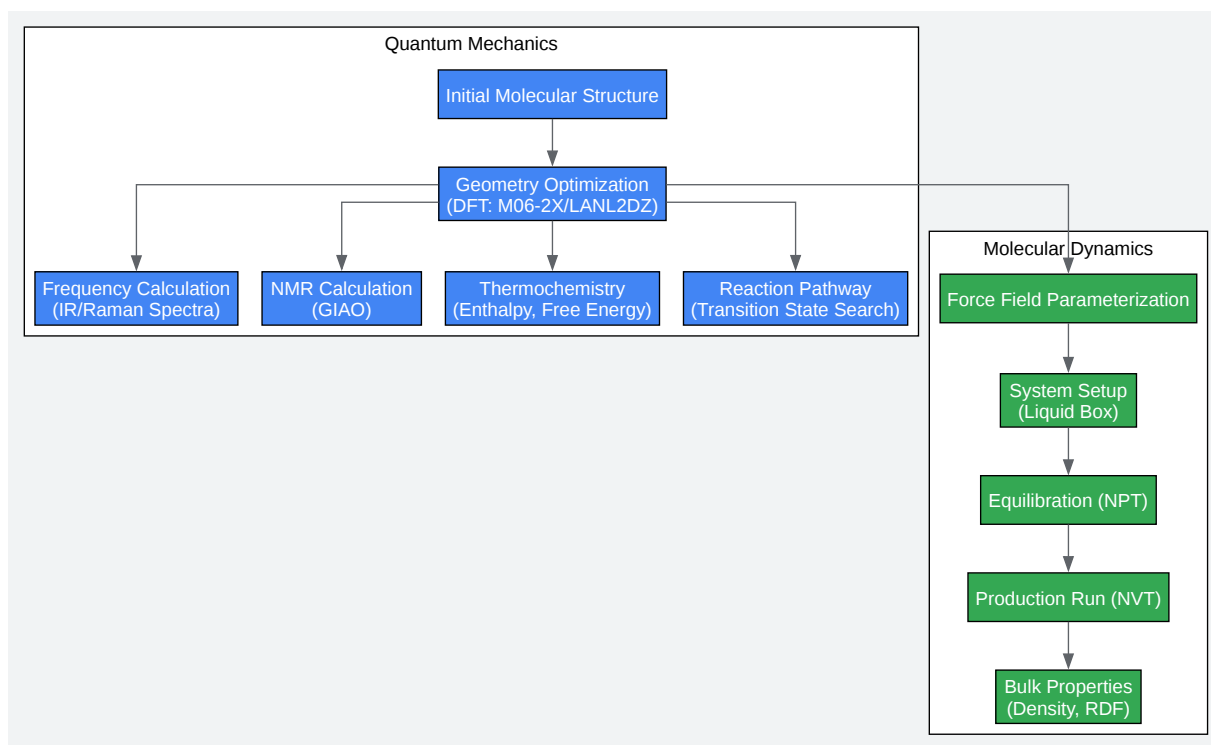 Quantum Mechanics
Initial Molecular Structure
Geometry Optimization
(DFT: M06-2X/LANL2DZ)
Frequency Calculation
(IR/Raman Spectra)
NMR Calculation
(GIAO)
Thermochemistry
(Enthalpy, Free Energy)
Reaction Pathway
(Transition State Search)
Molecular Dynamics
Force Field Parameterization
System Setup
(Liquid Box)
Equilibration (NPT)
Production Run (NVT)
Bulk Properties
(Density, RDF)